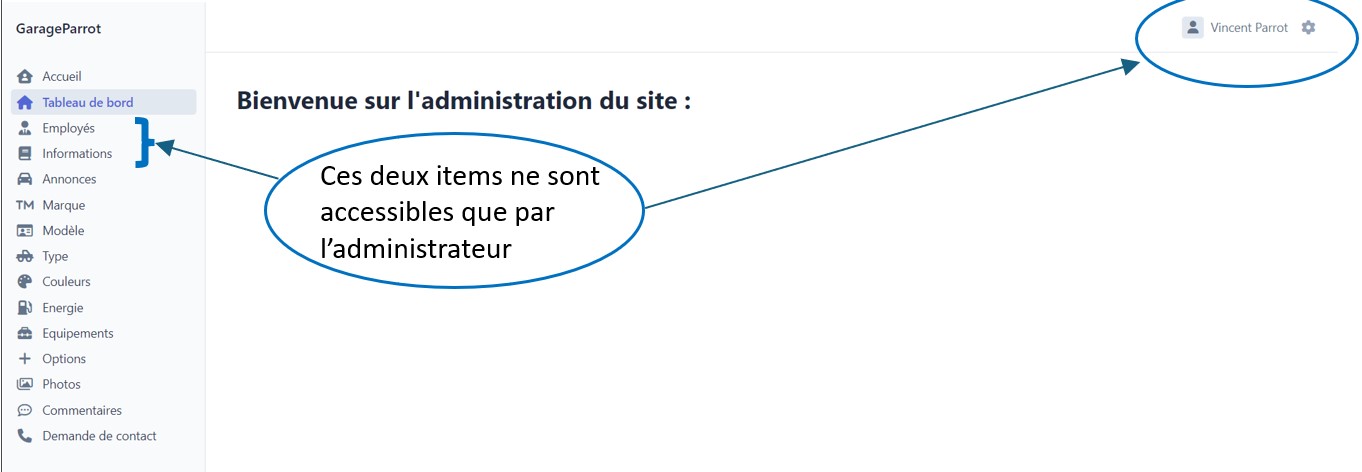 GarageParrot
Vincent Parrot
Accueil
Tableau de bord
Employés
Informations
Annonces
TM Marque
Modèle
Type
Couleurs
Energie
Equipements
Options
Photos
Commentaires
Demande de contact
Bienvenue sur l'administration du site :
Ces deux items ne sont
accessibles que par
l’administrateur